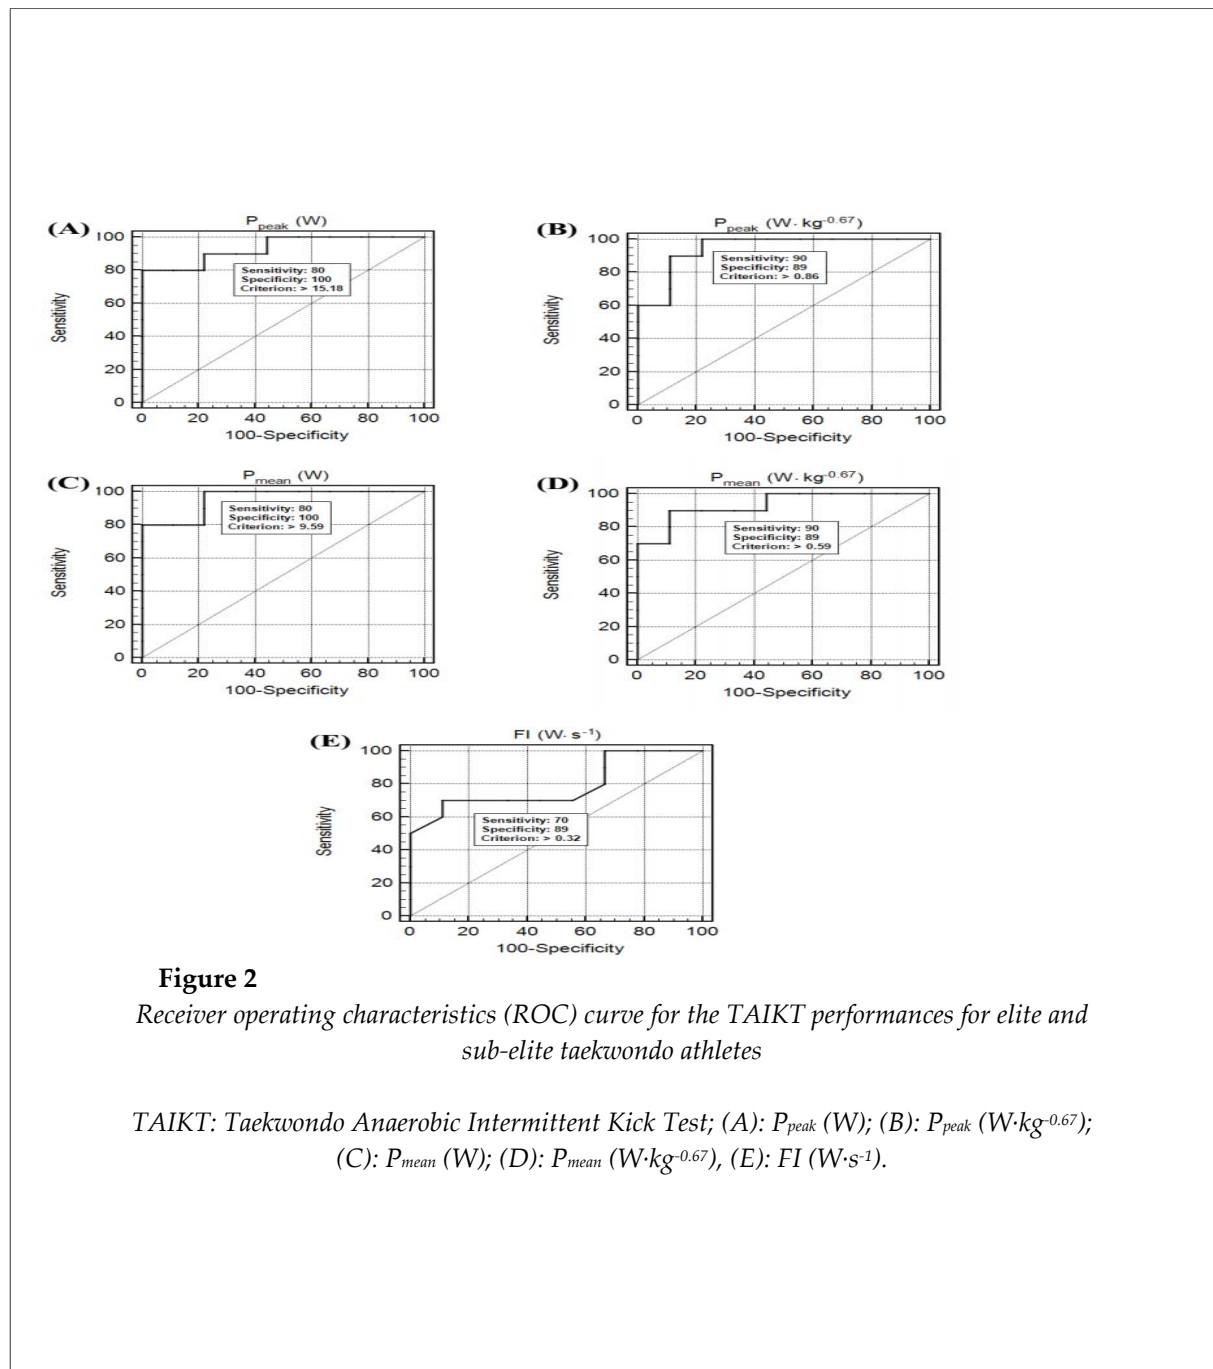 (A)
P peak (W)
Sensitivity
100
80
60
40
20
0
Sensitivity: 80
Specificity: 100
Criterion: > 15.18
0 20 40 60 80 100
100-Specificity
(B)
P peak (W· kg-0.67)
Sensitivity
100
80
60
40
20
0
Sensitivity: 90
Specificity: 89
Criterion: > 0.86
0 20 40 60 80 100
100-Specificity
(C)
P mean (W)
Sensitivity
100
80
60
40
20
0
Sensitivity: 80
Specificity: 100
Criterion: > 9.59
0 20 40 60 80 100
100-Specificity
(D)
P mean (W· kg-0.67)
Sensitivity
100
80
60
40
20
0
Sensitivity: 90
Specificity: 89
Criterion: > 0.59
0 20 40 60 80 100
100-Specificity
(E)
FI (W· s-1)
Sensitivity
100
80
60
40
20
0
Sensitivity: 70
Specificity: 89
Criterion: > 0.32
0 20 40 60 80 100
100-Specificity
Figure 2
Receiver operating characteristics (ROC) curve for the TAIKT performances for elite and
sub-elite taekwondo athletes
TAIKT: Taekwondo Anaerobic Intermittent Kick Test; (A): Ppeak (W); (B): Ppeak (W·kg-0.67);
(C): Pmean (W); (D): Pmean (W·kg-0.67), (E): FI (W·s-1).